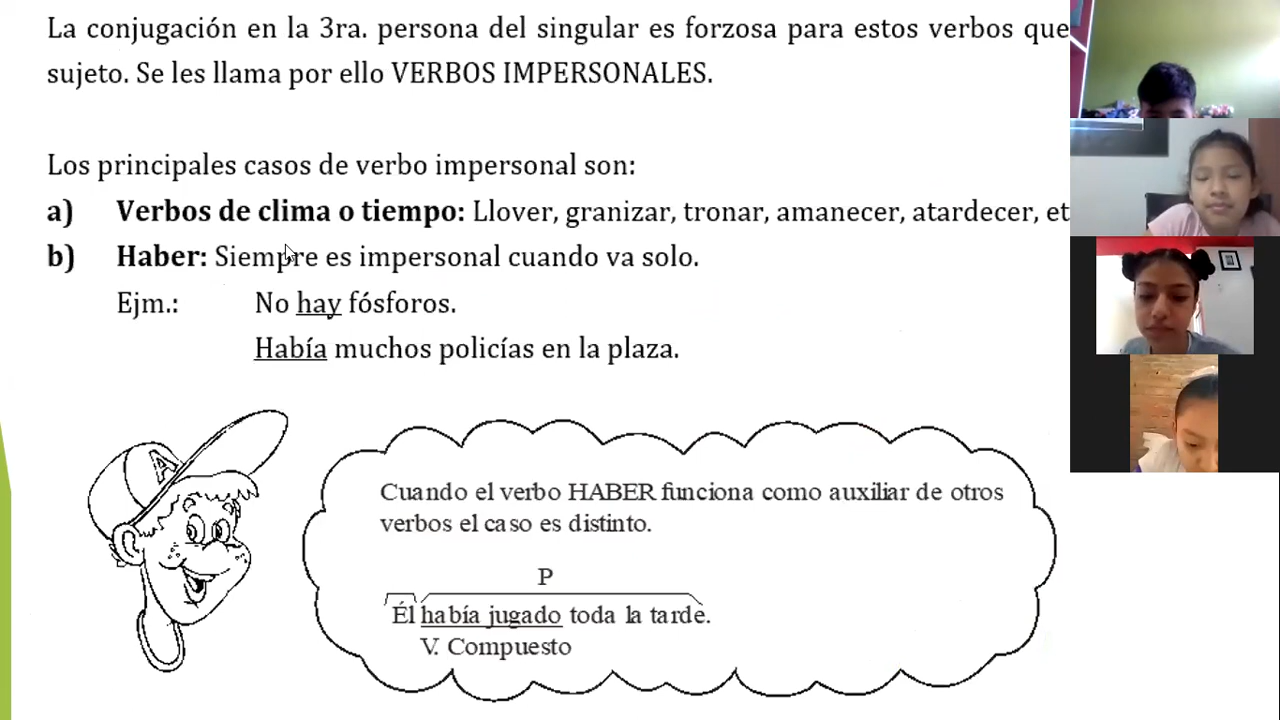 La conjugación en la 3ra. persona del singular es forzosa para estos verbos que
sujeto. Se les llama por ello VERBOS IMPERSONALES.
Los principales casos de verbo impersonal son:
a) Verbos de clima o tiempo: Llover, granizar, tronar, amanecer, atardecer, et
b) Haber: Siempre es impersonal cuando va solo.
Ejm.: No hay fósforos.
Había muchos policías en la plaza.
A
Cuando el verbo HABER funciona como auxiliar de otros
verbos el caso es distinto.
P
Él había jugado toda la tarde.
V. Compuesto